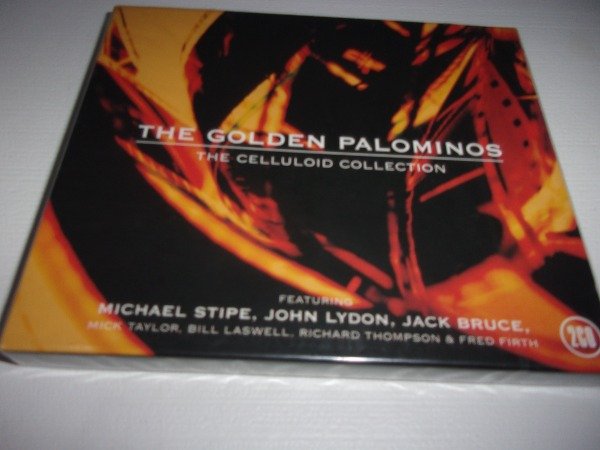 THE GOLDEN PALOMINOS
THE CELLULOID COLLECTION
FEATURING
MICHAEL STIPE, JOHN LYDON, JACK BRUCE,
MICK TAYLOR, BILL LASWELL, RICHARD THOMPSON & FRED FIRTH
2CD